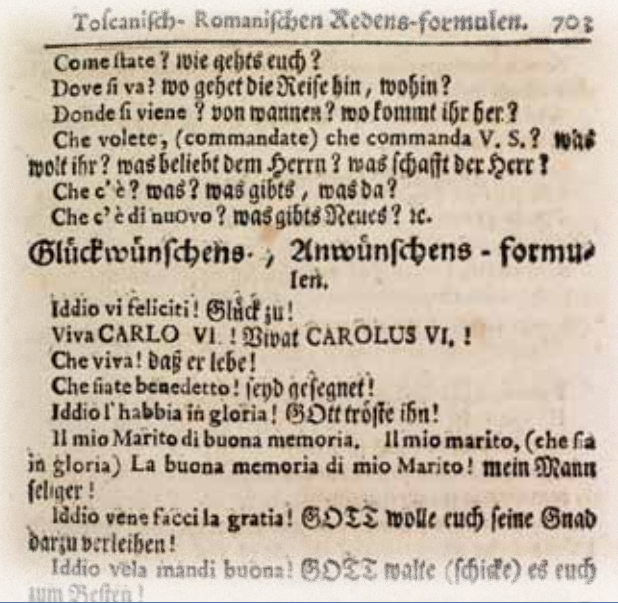 Toſcaniſch- Romaniſchen Redens-formulen. 703
Come ſtate? wie gehts euch?
Dove ſi va? wo gehet die Reiſe hin, wohin?
Donde ſi viene? von wannen? wo kommt ihr her?
Che volete, (commandate) che commanda V. S.? was
wolt ihr? was beliebt dem Herrn? was ſchafft der Herr?
Che c'è? was? was gibts, was da?
Che c'è di nuovo? was gibts Neues? ꝛc.
Glückwünſchens-, Anwünſchens-formu-
len.
Iddio vi feliciti! Glück zu!
Viva CARLO VI.! Vivat CAROLUS VI.!
Che viva! daß er lebe!
Che ſiate benedetto! ſeyd geſegnet!
Iddio l'habbia in gloria! GOtt tröſte ihn!
Il mio Marito di buona memoria. Il mio marito, (che ſia
in gloria) La buona memoria di mio Marito! mein Mann
ſeliger!
Iddio vene facci la gratia! GOTT wolle euch ſeine Gnad
darzu verleihen!
Iddio vela mandi buona! GOTT walte (ſchicke) es euch
zum Beſten!